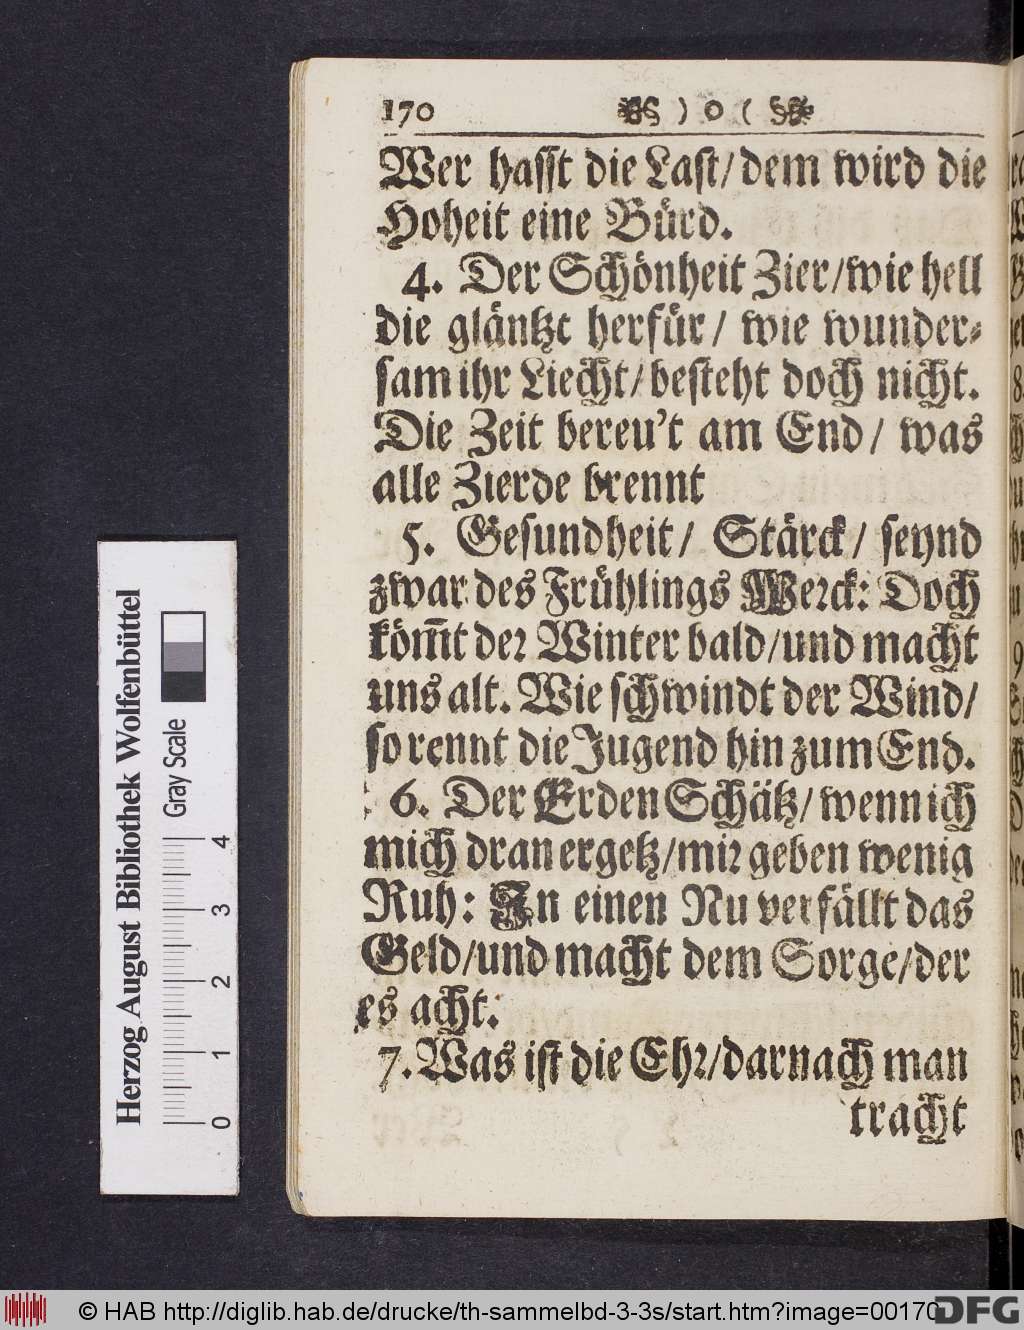 170 ) o (
Wer hasst die Last/ dem wird die
Hoheit eine Bürd.
4. Der Schönheit Zier/ wie hell
die gläntzt herfür/ wie wunder-
sam ihr Liecht/ besteht doch nicht.
Die Zeit bereu't am End/ was
alle Zierde brennt
5. Gesundheit/ Stärck/ seynd
zwar des Frühlings Werck: Doch
köm̃t der Winter bald/ und macht
uns alt. Wie schwindt der Wind/
so rennt die Jugend hin zum End.
6. Der Erden Schätz/ wenn ich
mich dran ergetz/ mir geben wenig
Ruh: In einen Nu verfällt das
Geld/ und macht dem Sorge/ der
es acht.
7. Was ist die Ehr/ darnach man
tracht
Herzog August Bibliothek Wolfenbüttel
Gray Scale
0 1 2 3 4
© HAB http://diglib.hab.de/drucke/th-sammelbd-3-3s/start.htm?image=00170
DFG